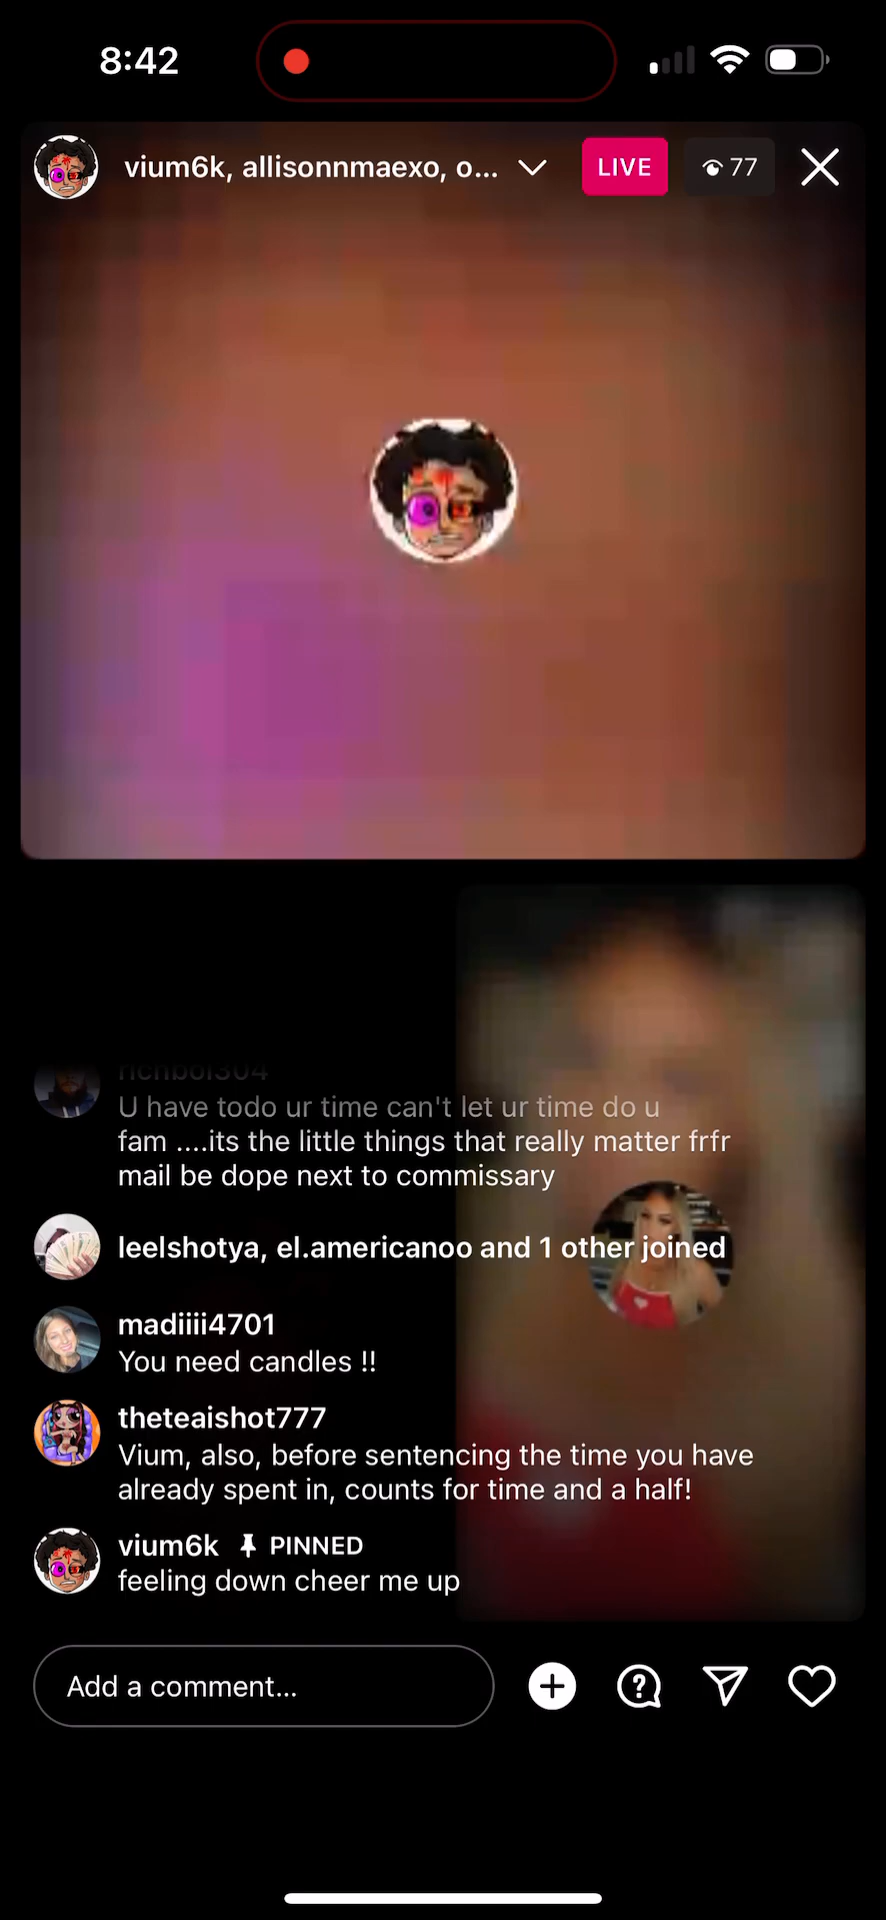 8:42
vium6k, allisonnmaexo, o...
LIVE
77
richboi304
U have todo ur time can't let ur time do u
fam ....its the little things that really matter frfr
mail be dope next to commissary
leelshotya, el.americanoo and 1 other joined
madiiii4701
You need candles !!
theteaishot777
Vium, also, before sentencing the time you have
already spent in, counts for time and a half!
vium6k PINNED
feeling down cheer me up
Add a comment...